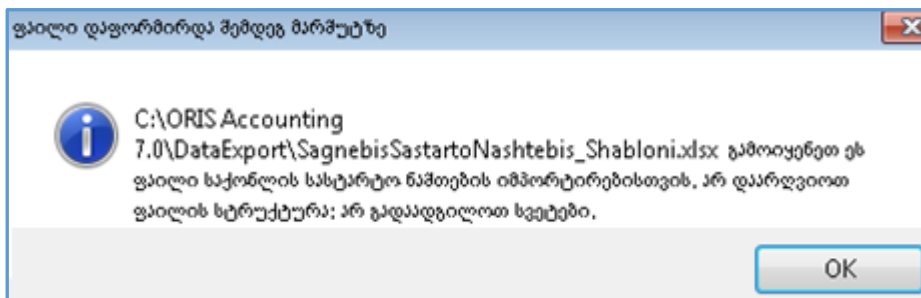 ფაილი დაფორმირდა შემდეგ მარშუტზე
C:\ORIS Accounting
7.0\DataExport\SagnebisSastartoNashtebis_Shabloni.xlsx გამოიყენეთ ეს
ფაილი საქონლის სასტარტო ნაშთების იმპორტირებისთვის. არ დაარღვიოთ
ფაილის სტრუქტურა: არ გადაადგილოთ სვეტები.
OK